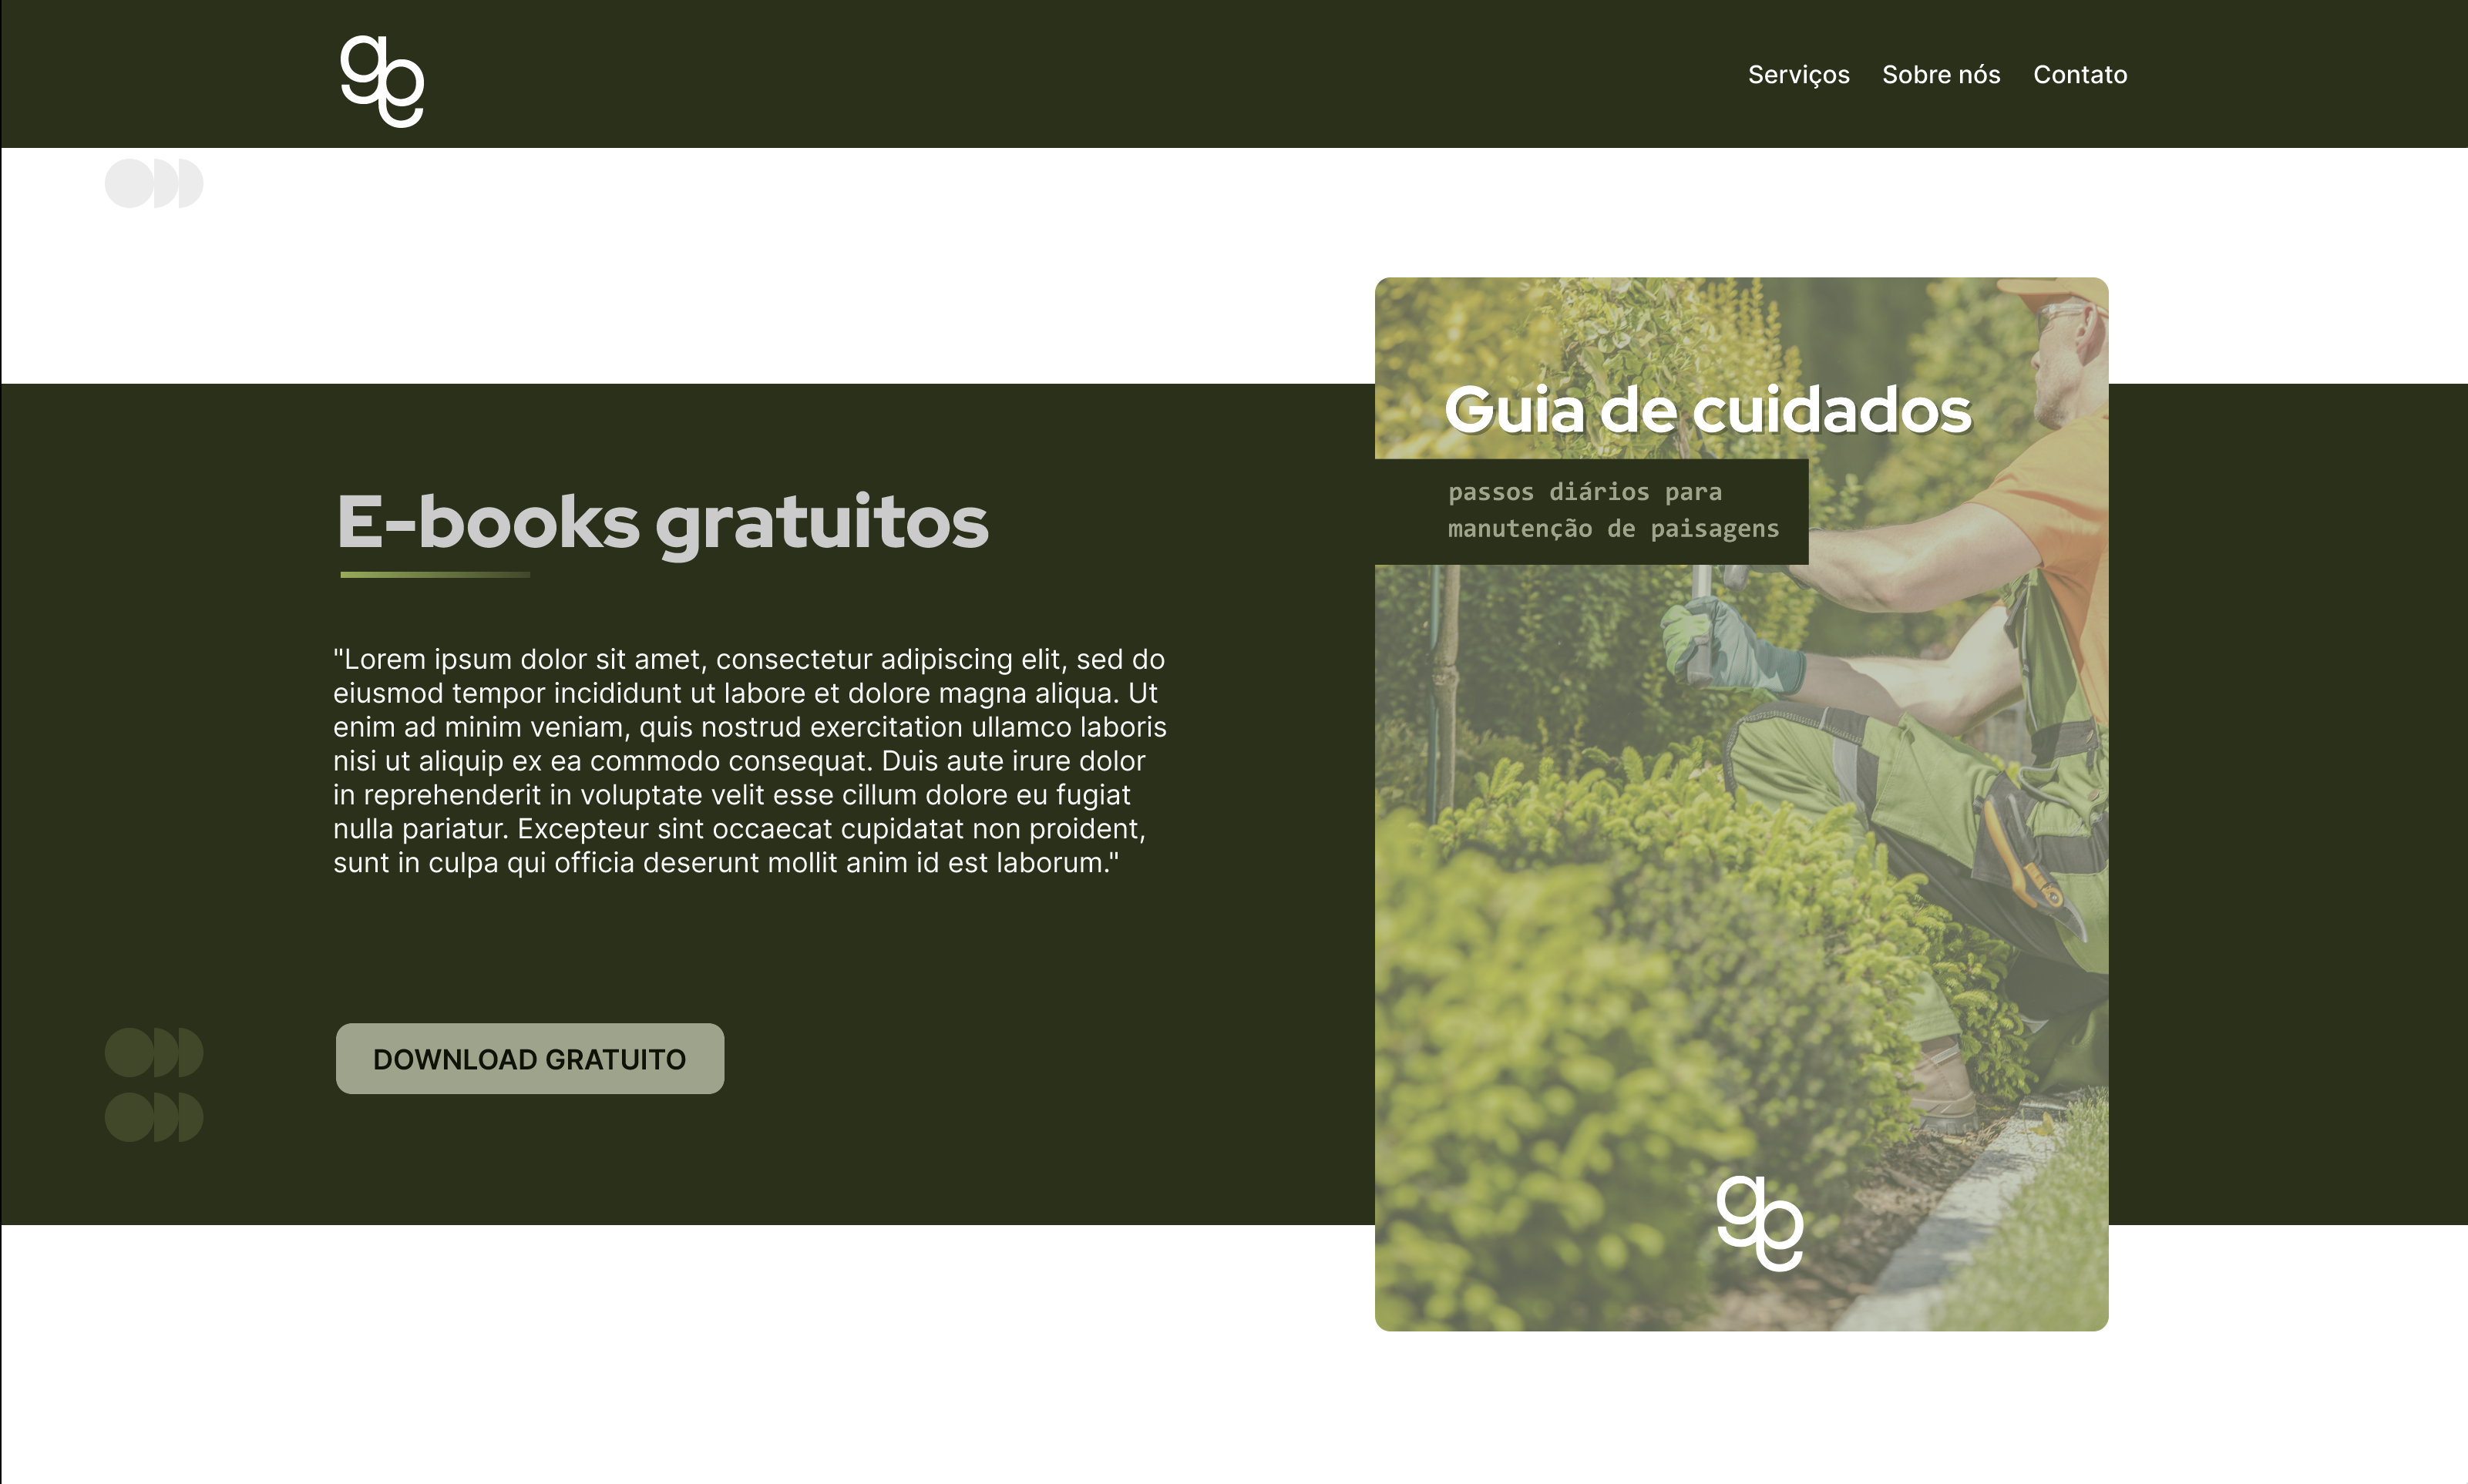 Serviços Sobre nós Contato
Guia de cuidados
passos diários para
manutenção de paisagens
E-books gratuitos
"Lorem ipsum dolor sit amet, consectetur adipiscing elit, sed do
eiusmod tempor incididunt ut labore et dolore magna aliqua. Ut
enim ad minim veniam, quis nostrud exercitation ullamco laboris
nisi ut aliquip ex ea commodo consequat. Duis aute irure dolor
in reprehenderit in voluptate velit esse cillum dolore eu fugiat
nulla pariatur. Excepteur sint occaecat cupidatat non proident,
sunt in culpa qui officia deserunt mollit anim id est laborum."
DOWNLOAD GRATUITO